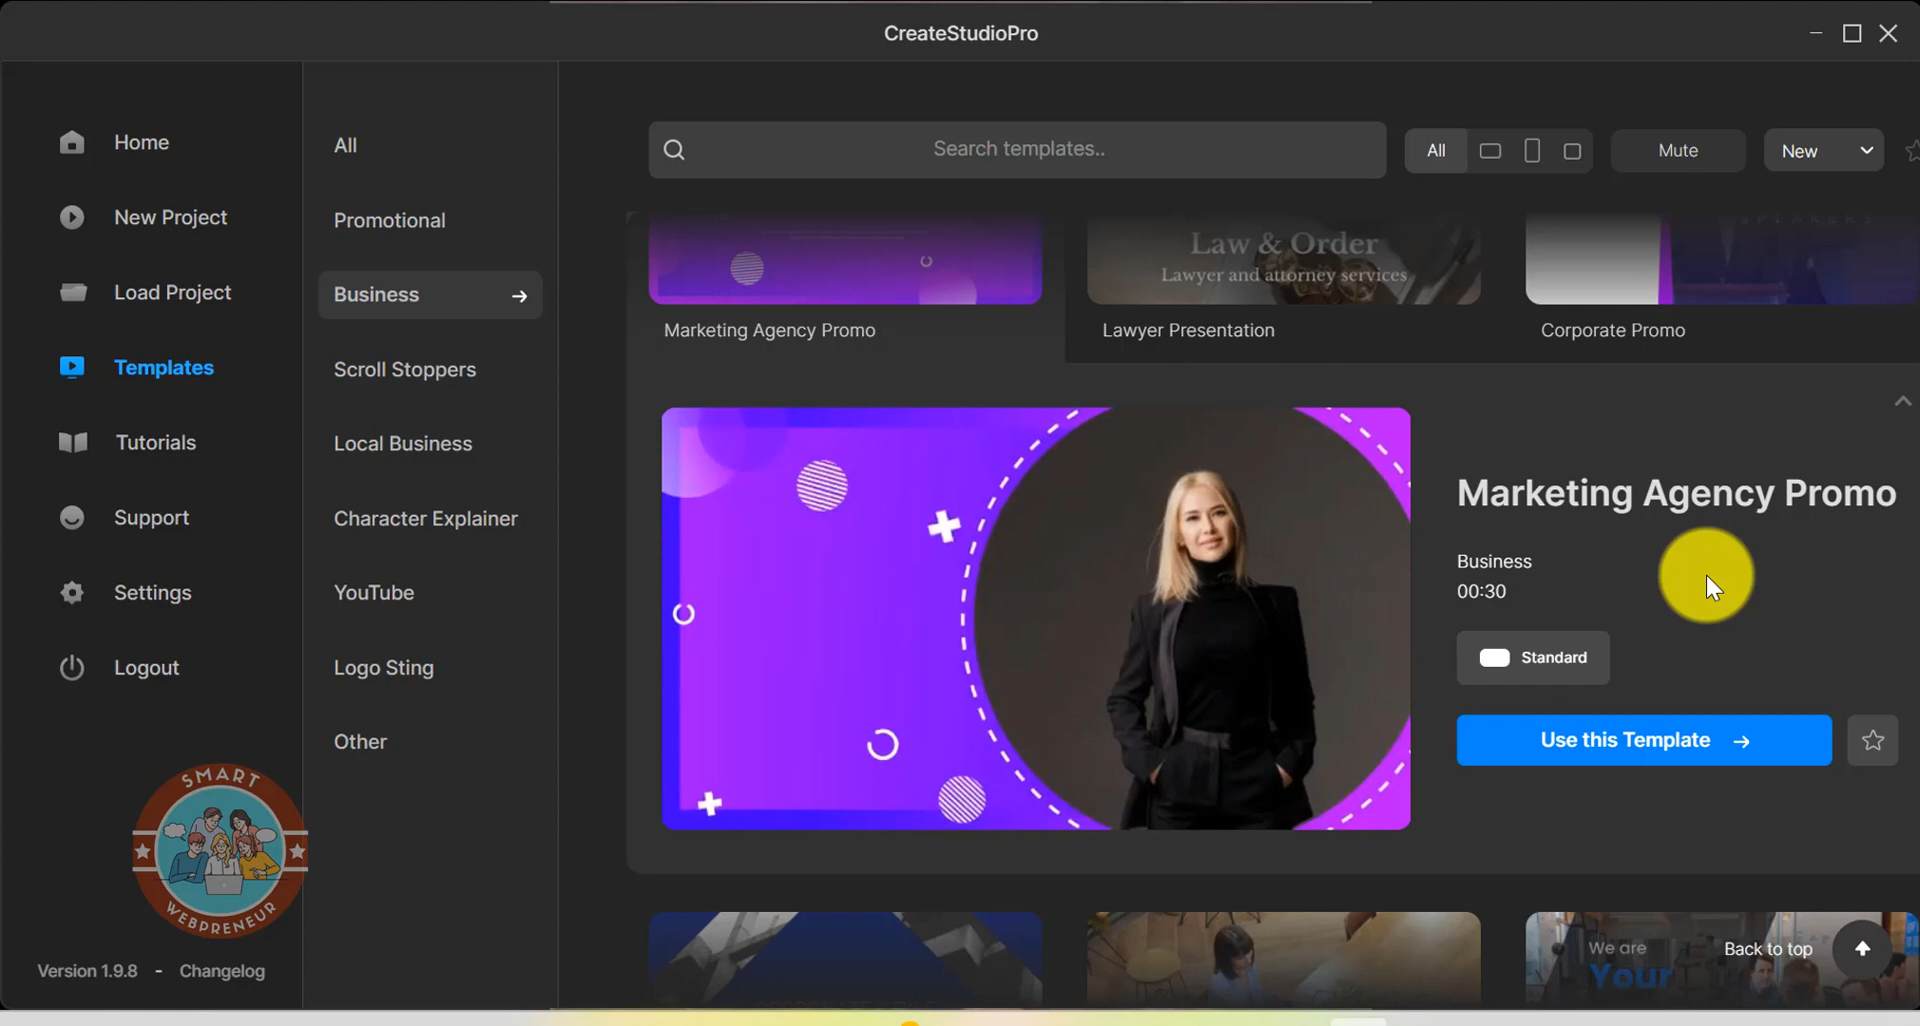 CreateStudioPro
Home
New Project
Load Project
Templates
Tutorials
Support
Settings
Logout
SMART
WEBPRENEUR
Version 1.9.8 - Changelog
All
Promotional
Business
Scroll Stoppers
Local Business
Character Explainer
YouTube
Logo Sting
Other
Search templates..
All
Mute
New
Law & Order
Lawyer and attorney services
SPEAKERS
Marketing Agency Promo
Lawyer Presentation
Corporate Promo
Marketing Agency Promo
Business
00:30
Standard
Use this Template
We are
Your
Back to top